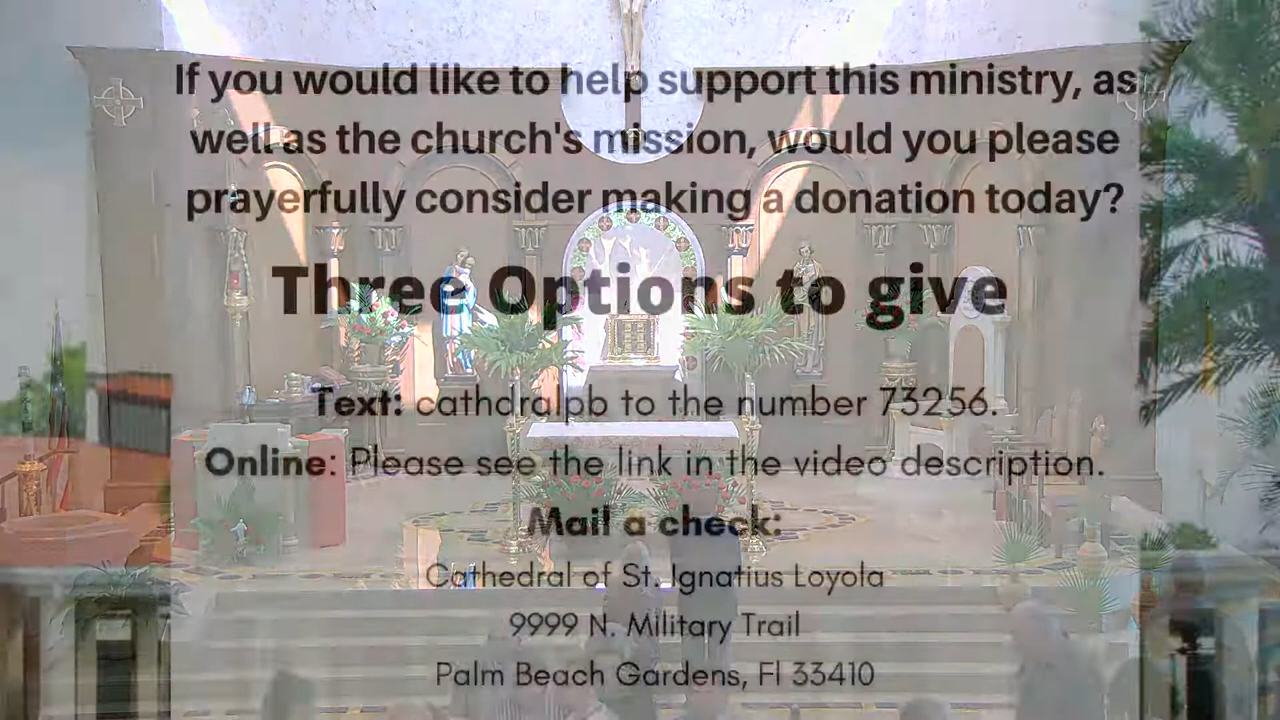 If you would like to help support this ministry, as
well as the church's mission, would you please
prayerfully consider making a donation today?
Three Options to give
Text: cathdralpb to the number 73256.
Online: Please see the link in the video description.
Mail a check:
Cathedral of St. Ignatius Loyola
9999 N. Military Trail
Palm Beach Gardens, Fl 33410